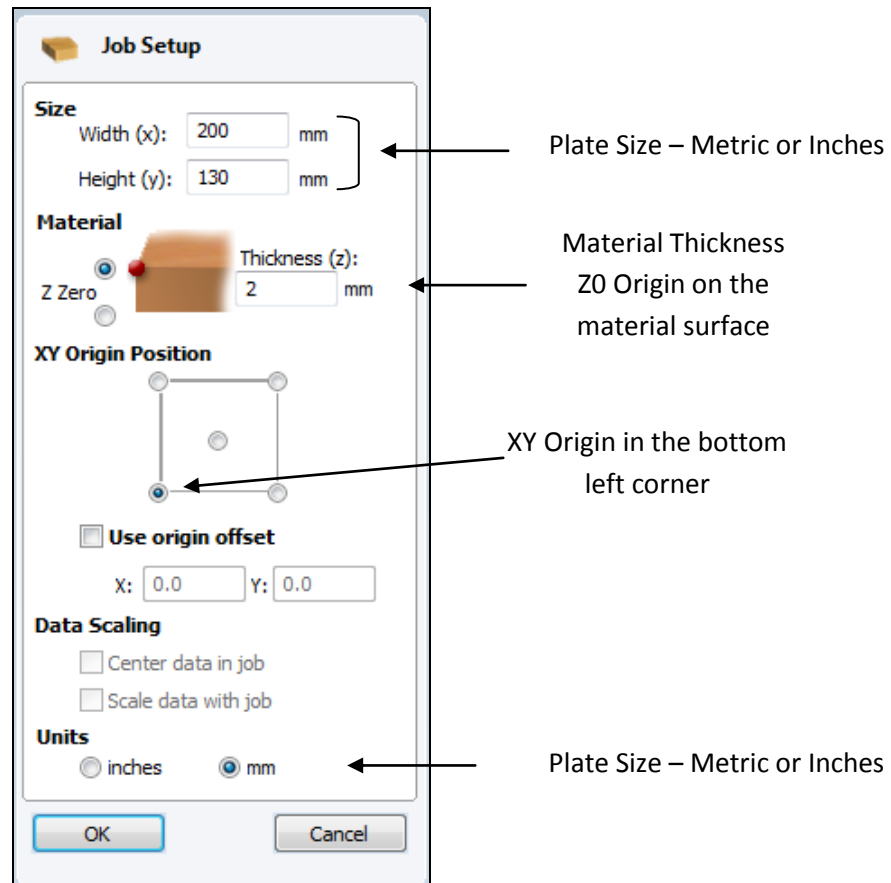 Job Setup
Size
Width (x): 200 mm
Plate Size – Metric or Inches
Height (y): 130 mm
Material
Material Thickness
Z0 Origin on the
material surface
Thickness (z):
Z Zero 2 mm
XY Origin Position
XY Origin in the bottom
left corner
Use origin offset
X: 0.0 Y: 0.0
Data Scaling
Center data in job
Scale data with job
Units
inches mm
Plate Size – Metric or Inches
OK Cancel